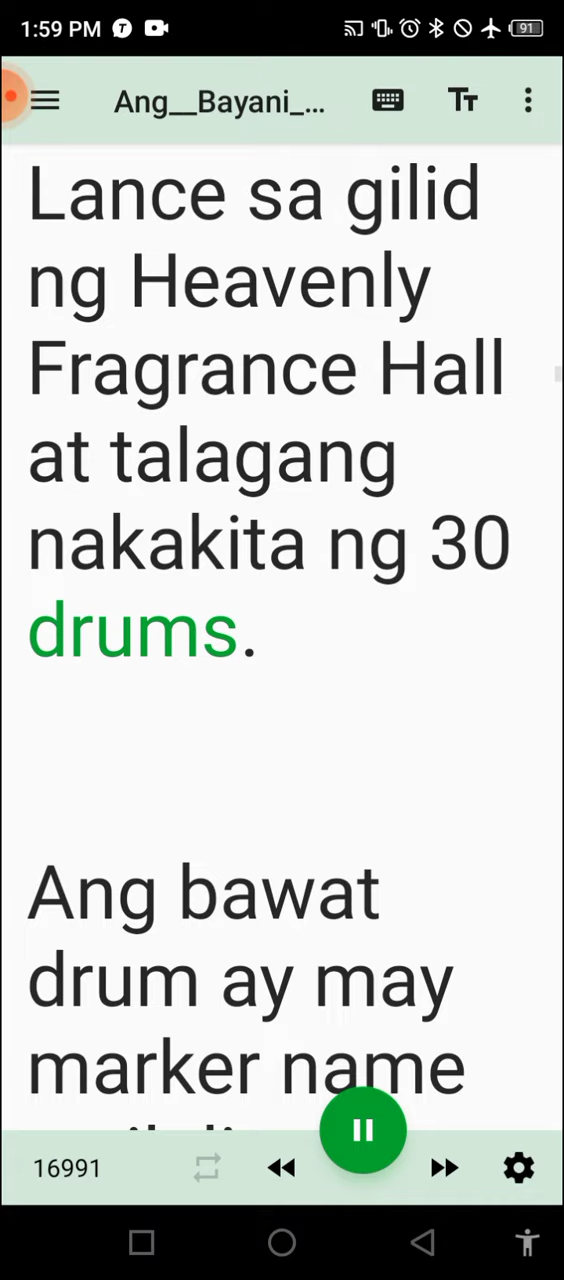 1:59 PM
91
Ang__Bayani_...
Lance sa gilid
ng Heavenly
Fragrance Hall
at talagang
nakakita ng 30
drums.
Ang bawat
drum ay may
marker name
16991